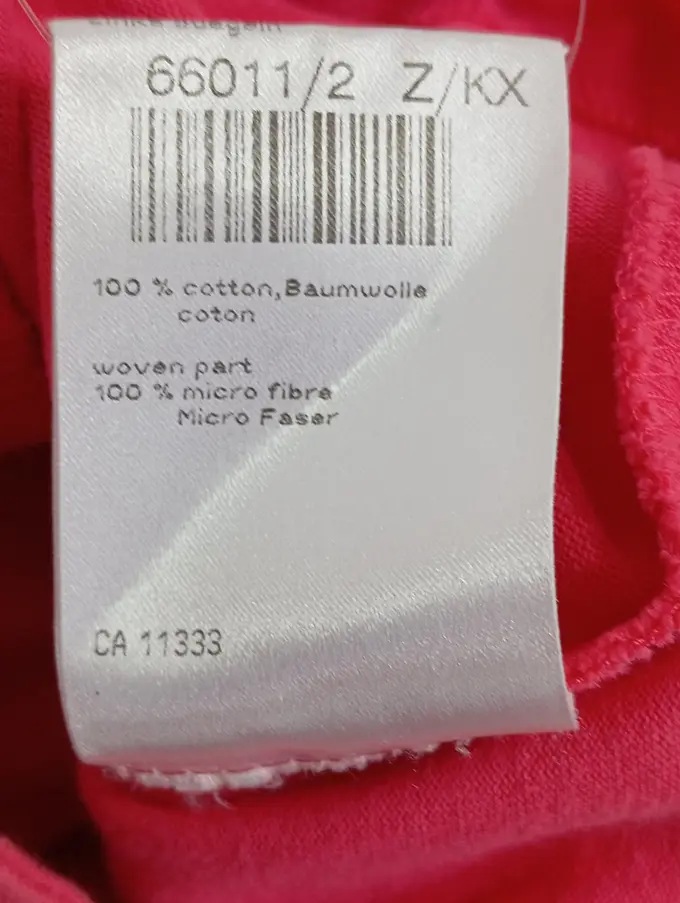 66011/2 Z/KX
100 % cotton,Baumwolle
coton
woven part
100 % micro fibre
Micro Faser
CA 11333